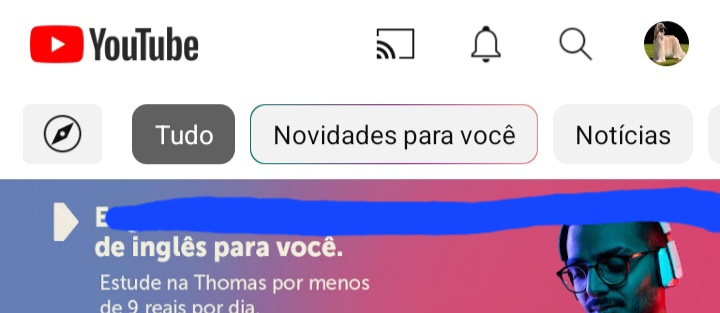 YouTube
Tudo
Novidades para você
Notícias
de inglês para você.
Estude na Thomas por menos
de 9 reais por dia.